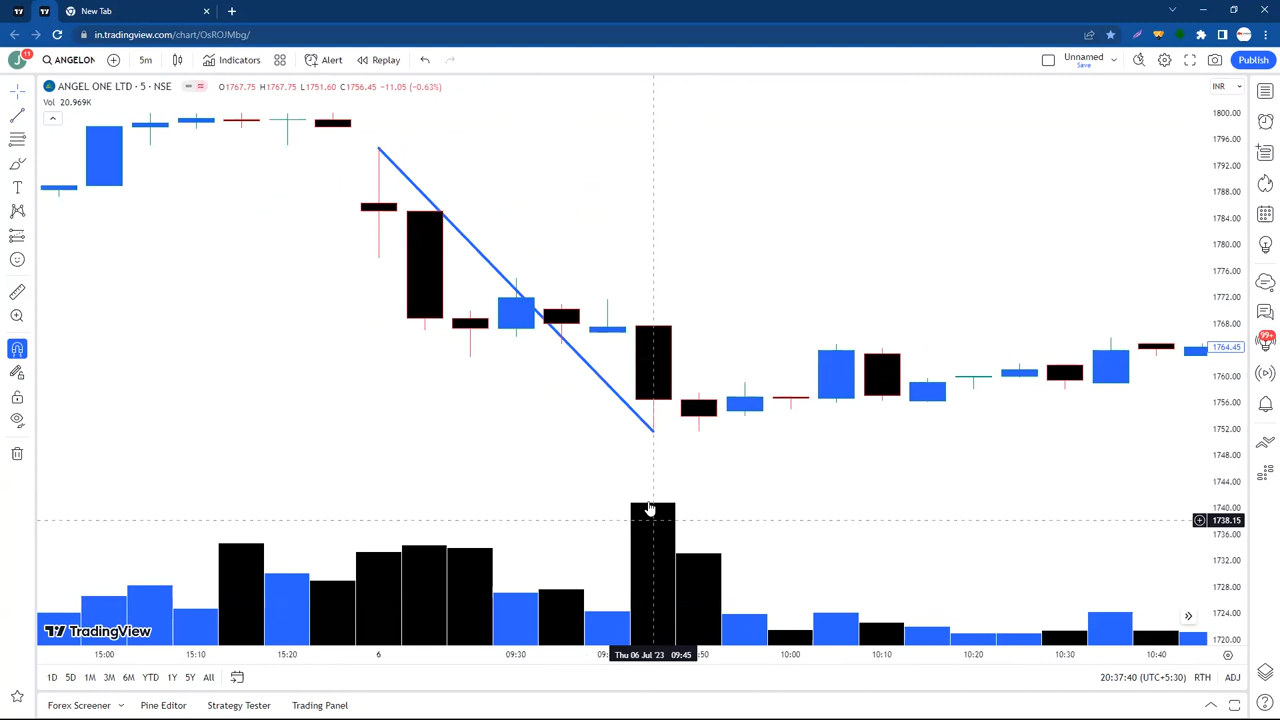 New Tab
in.tradingview.com/chart/OsROJMbg/
J 11 ANGELON 5m Indicators Alert Replay Unnamed Save Publish
ANGEL ONE LTD · 5 · NSE O1767.75 H1767.75 L1751.60 C1756.45 −11.05 (−0.63%) INR
Vol 20.969K
1800.00
1796.00
1792.00
1788.00
1784.00
1780.00
1776.00
1772.00
1768.00
1764.45
1760.00
1756.00
1752.00
1748.00
1744.00
1740.00
1738.15
1736.00
1732.00
1728.00
1724.00
1720.00
99+
TradingView
15:00 15:10 15:20 6 09:30 09: Thu 06 Jul '23 09:45 :50 10:00 10:10 10:20 10:30 10:40
1D 5D 1M 3M 6M YTD 1Y 5Y All 20:37:40 (UTC+5:30) RTH ADJ
Forex Screener Pine Editor Strategy Tester Trading Panel